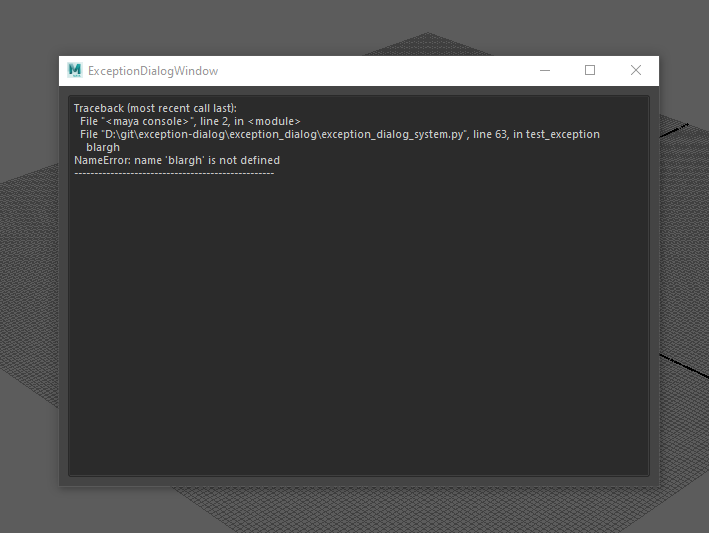 ExceptionDialogWindow
Traceback (most recent call last):
  File "<maya console>", line 2, in <module>
  File "D:\git\exception-dialog\exception_dialog\exception_dialog_system.py", line 63, in test_exception
    blargh
NameError: name 'blargh' is not defined
--------------------------------------------------